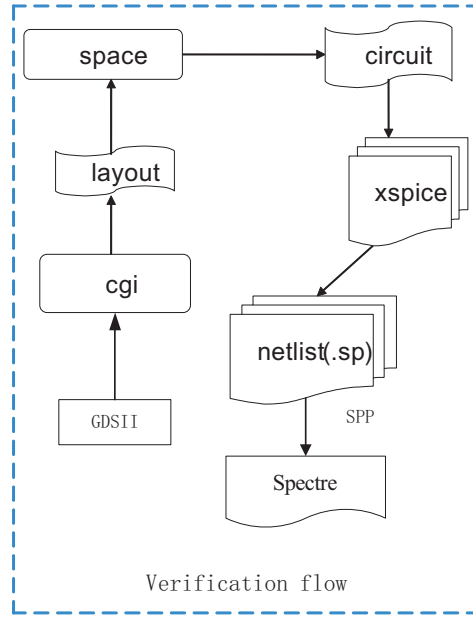 space
circuit
layout
xspice
cgi
netlist(.sp)
GDSII
SPP
Spectre
Verification flow